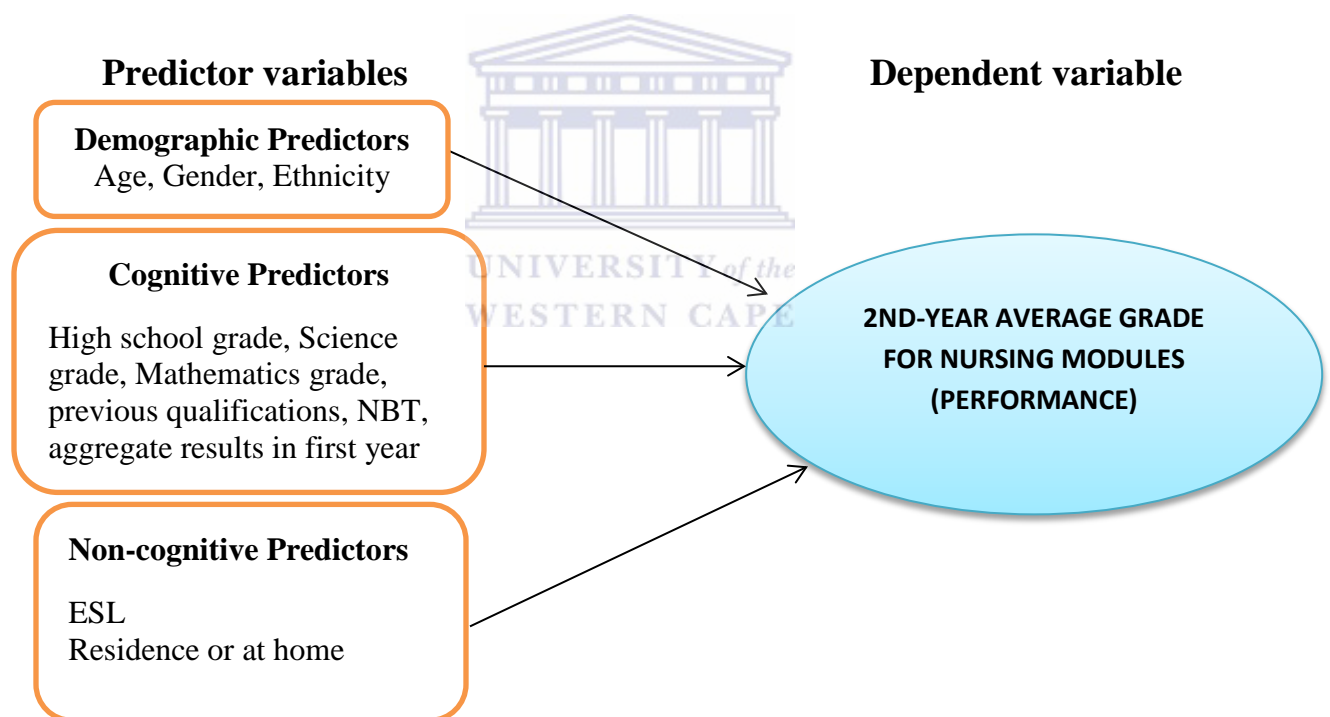 Predictor variables
Dependent variable
Demographic Predictors
Age, Gender, Ethnicity
Cognitive Predictors
High school grade, Science
grade, Mathematics grade,
previous qualifications, NBT,
aggregate results in first year
Non-cognitive Predictors
ESL
Residence or at home
UNIVERSITY of the
WESTERN CAPE
2ND-YEAR AVERAGE GRADE
FOR NURSING MODULES
(PERFORMANCE)